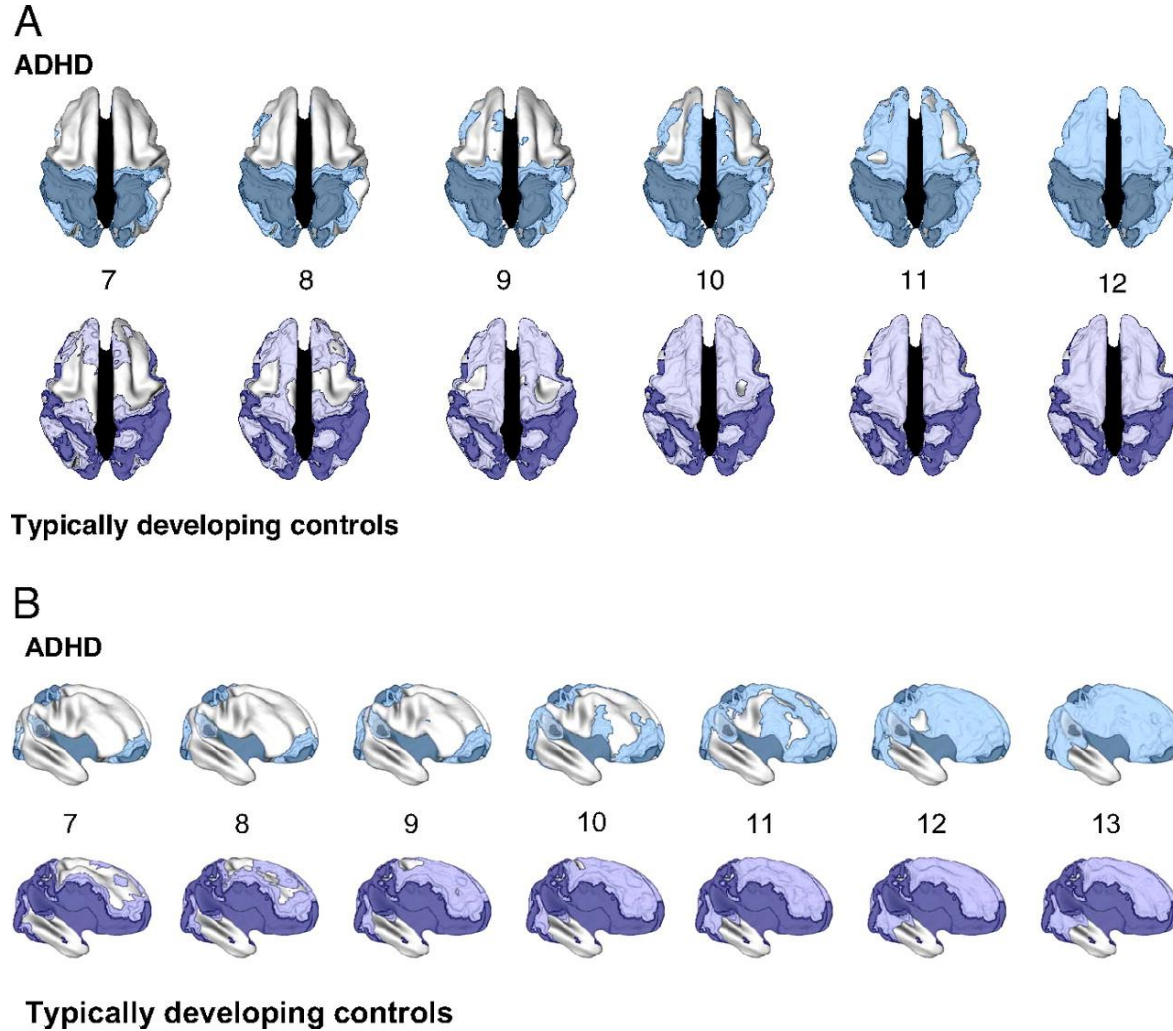 A
ADHD
7 8 9 10 11 12
Typically developing controls
B
ADHD
7 8 9 10 11 12 13
Typically developing controls